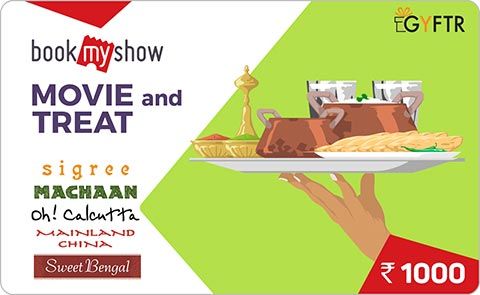 bookmyshow
GYFTR
MOVIE and
TREAT
sigree
MACHAAN
Oh! Calcutta
MAINLAND
CHINA
Sweet Bengal
₹ 1000